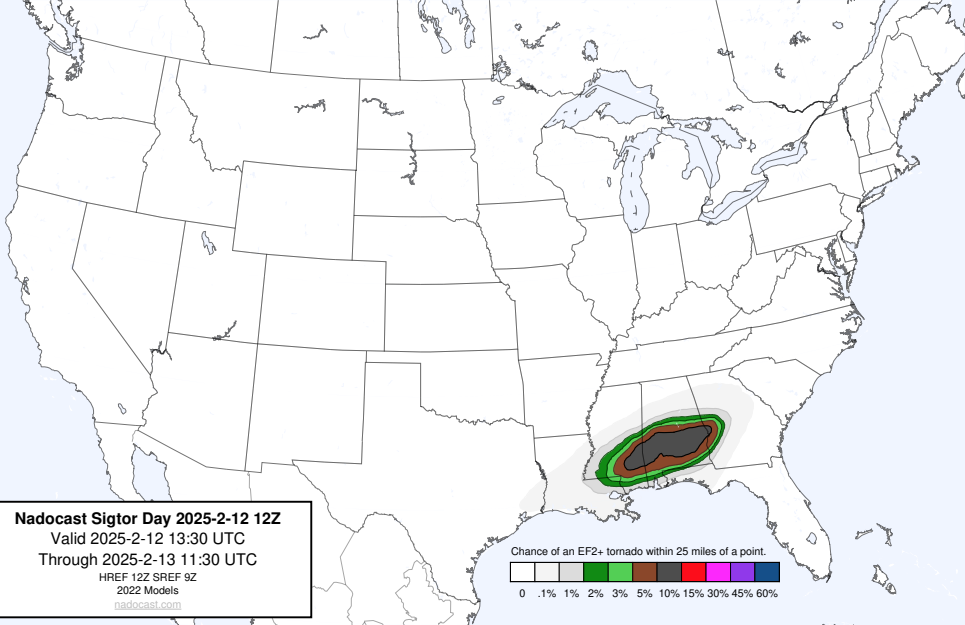 Nadocast Sigtor Day 2025-2-12 12Z
Valid 2025-2-12 13:30 UTC
Through 2025-2-13 11:30 UTC
HREF 12Z SREF 9Z
2022 Models
nadocast.com
Chance of an EF2+ tornado within 25 miles of a point.
0 .1% 1% 2% 3% 5% 10% 15% 30% 45% 60%